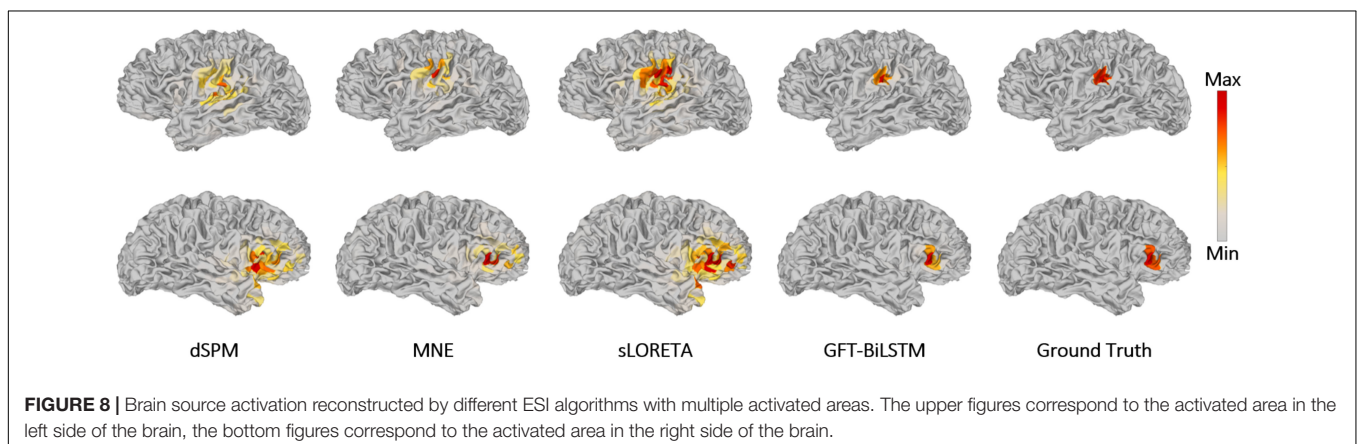 Max
Min
dSPM
MNE
sLORETA
GFT-BiLSTM
Ground Truth
FIGURE 8 | Brain source activation reconstructed by different ESI algorithms with multiple activated areas. The upper figures correspond to the activated area in the
left side of the brain, the bottom figures correspond to the activated area in the right side of the brain.